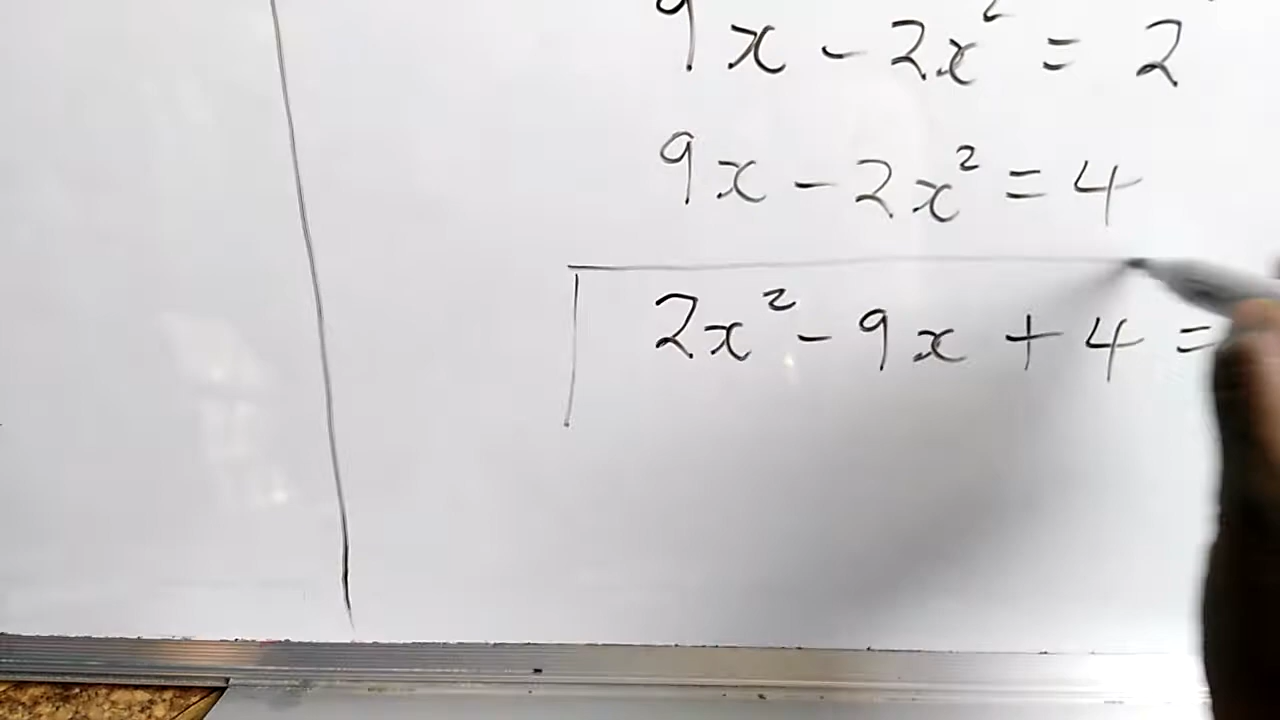 9x - 2x² = 2
9x - 2x² = 4
2x² - 9x + 4 =